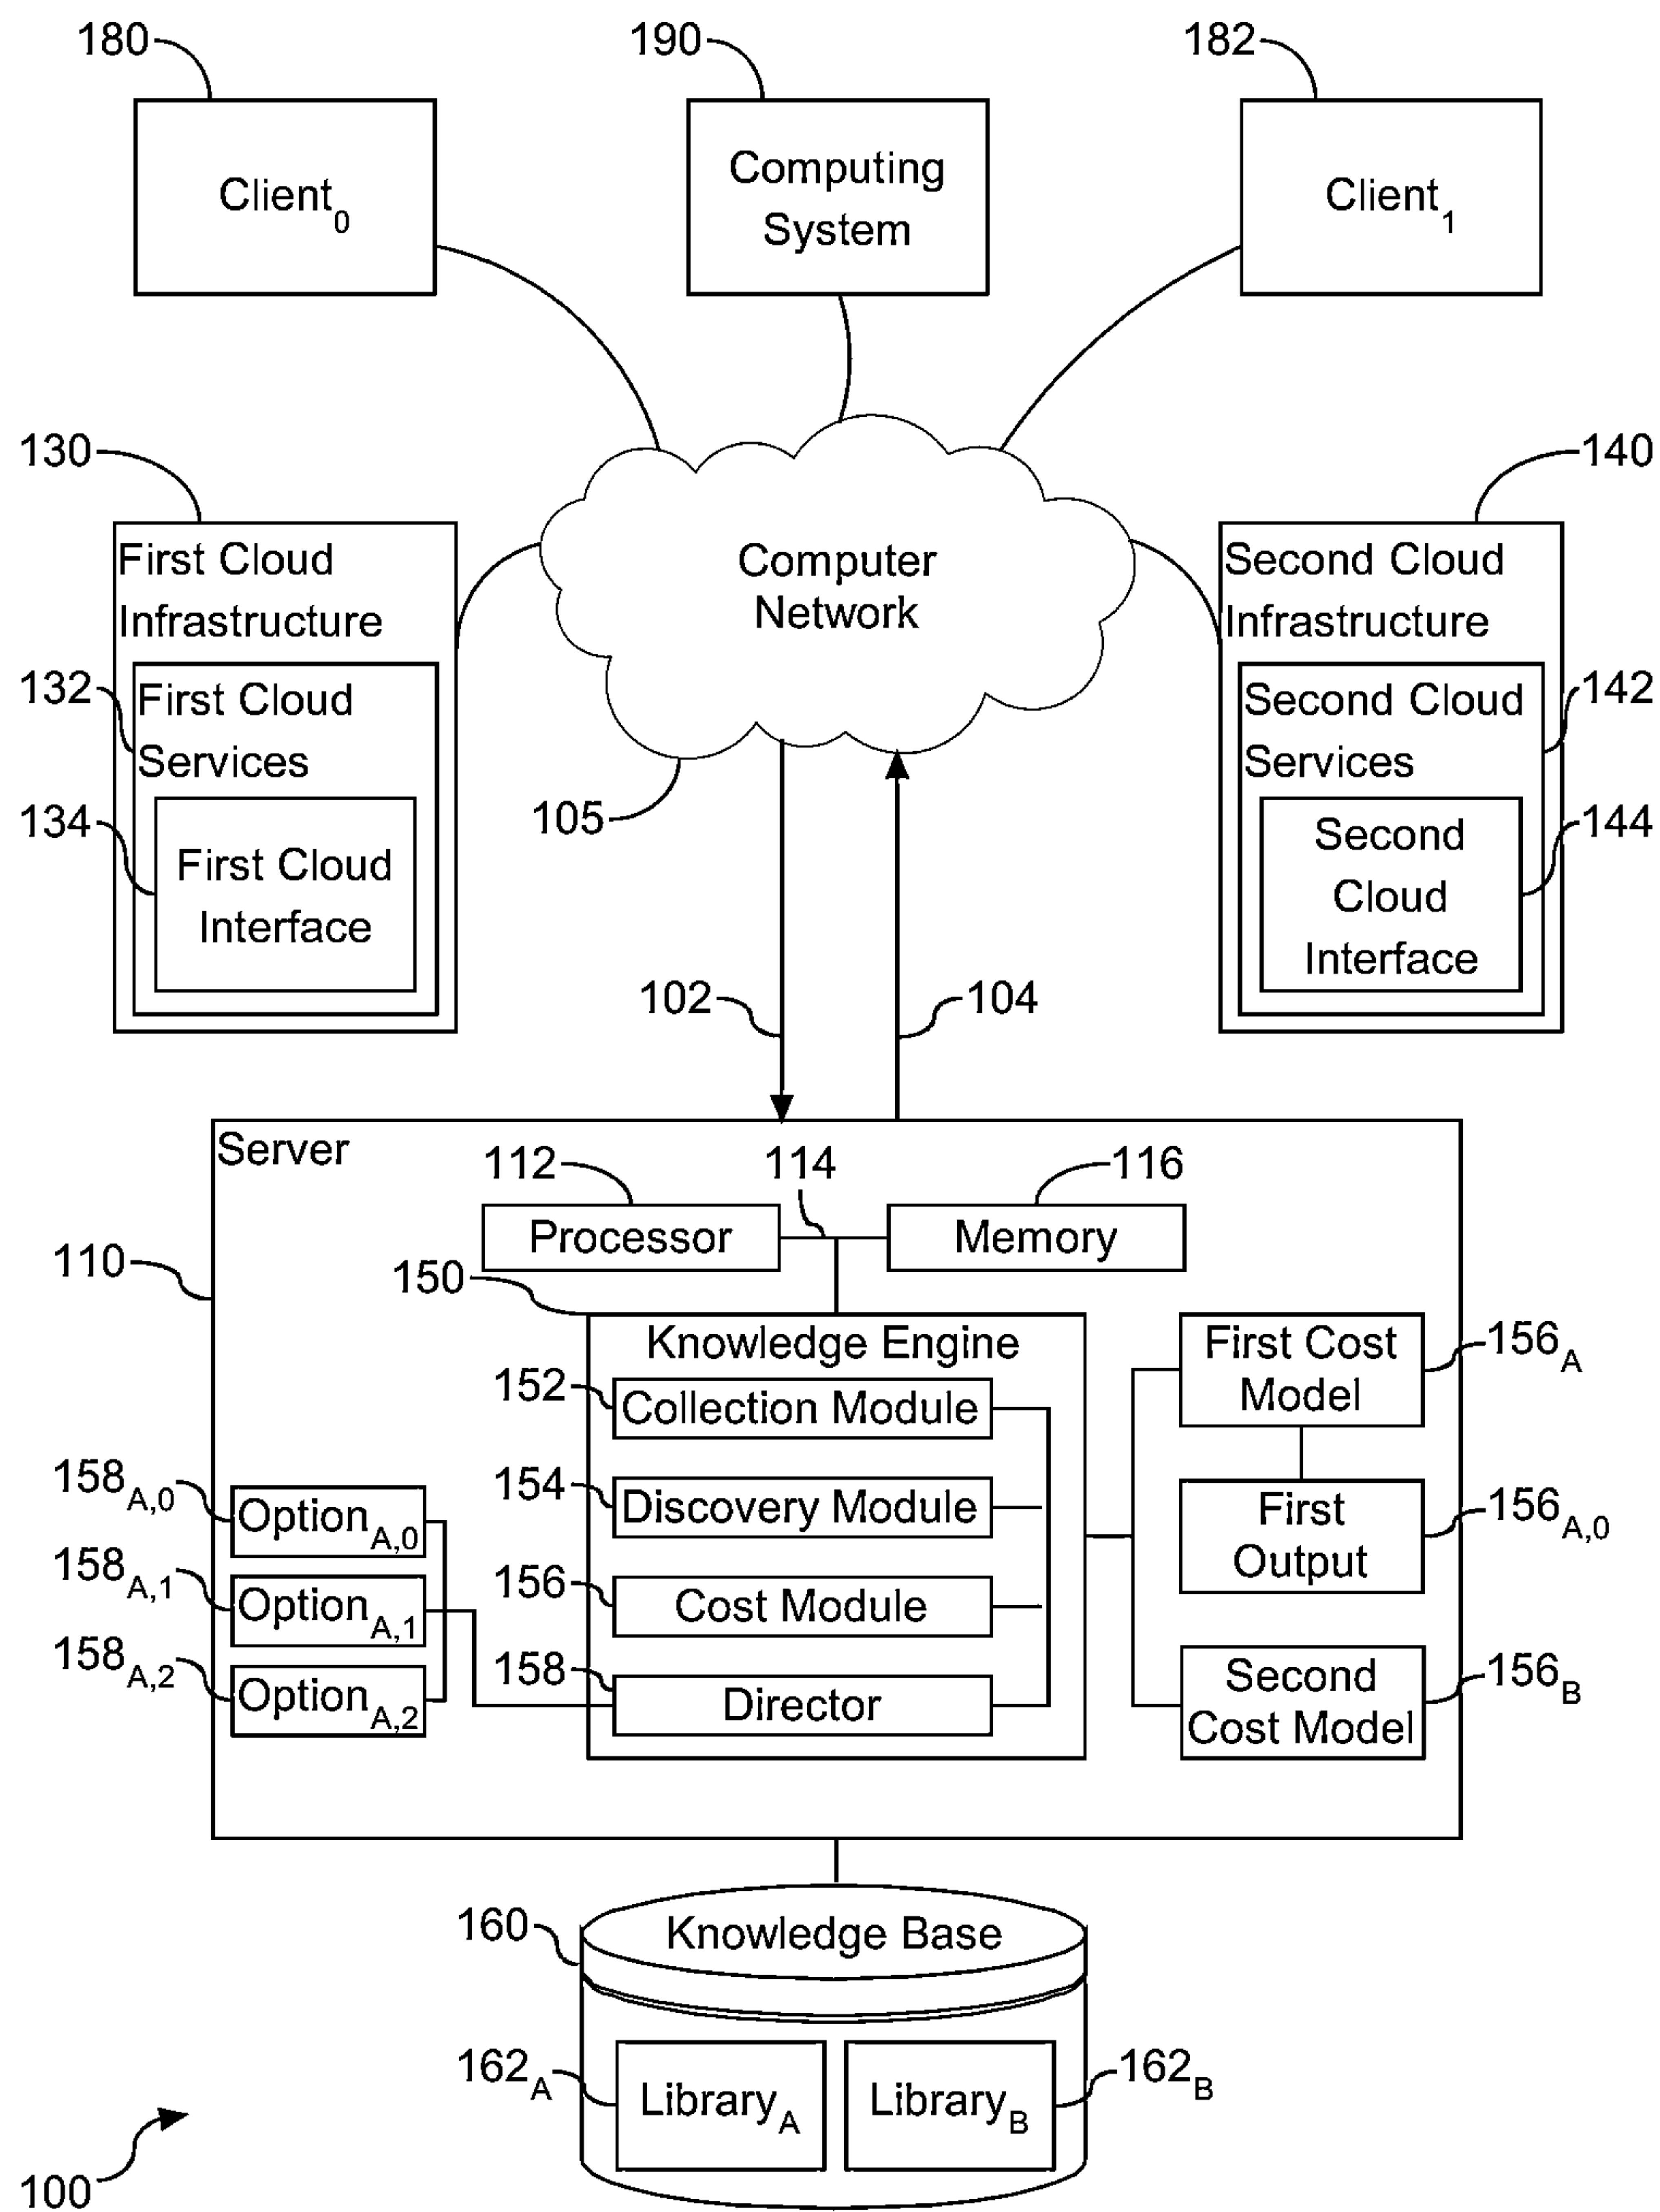 180
190
182
Client0
Computing
System
Client1
130
140
First Cloud
Infrastructure
Computer
Network
Second Cloud
Infrastructure
132
First Cloud
Services
Second Cloud
Services
142
134
First Cloud
Interface
105
Second
Cloud
Interface
144
102
104
Server
112
114
116
Processor
Memory
110
150
Knowledge Engine
First Cost
Model
156A
152
Collection Module
158A,0
OptionA,0
154
Discovery Module
First
Output
156A,0
158A,1
OptionA,1
156
Cost Module
158A,2
OptionA,2
158
Director
Second
Cost Model
156B
160
Knowledge Base
162A
LibraryA
LibraryB
162B
100